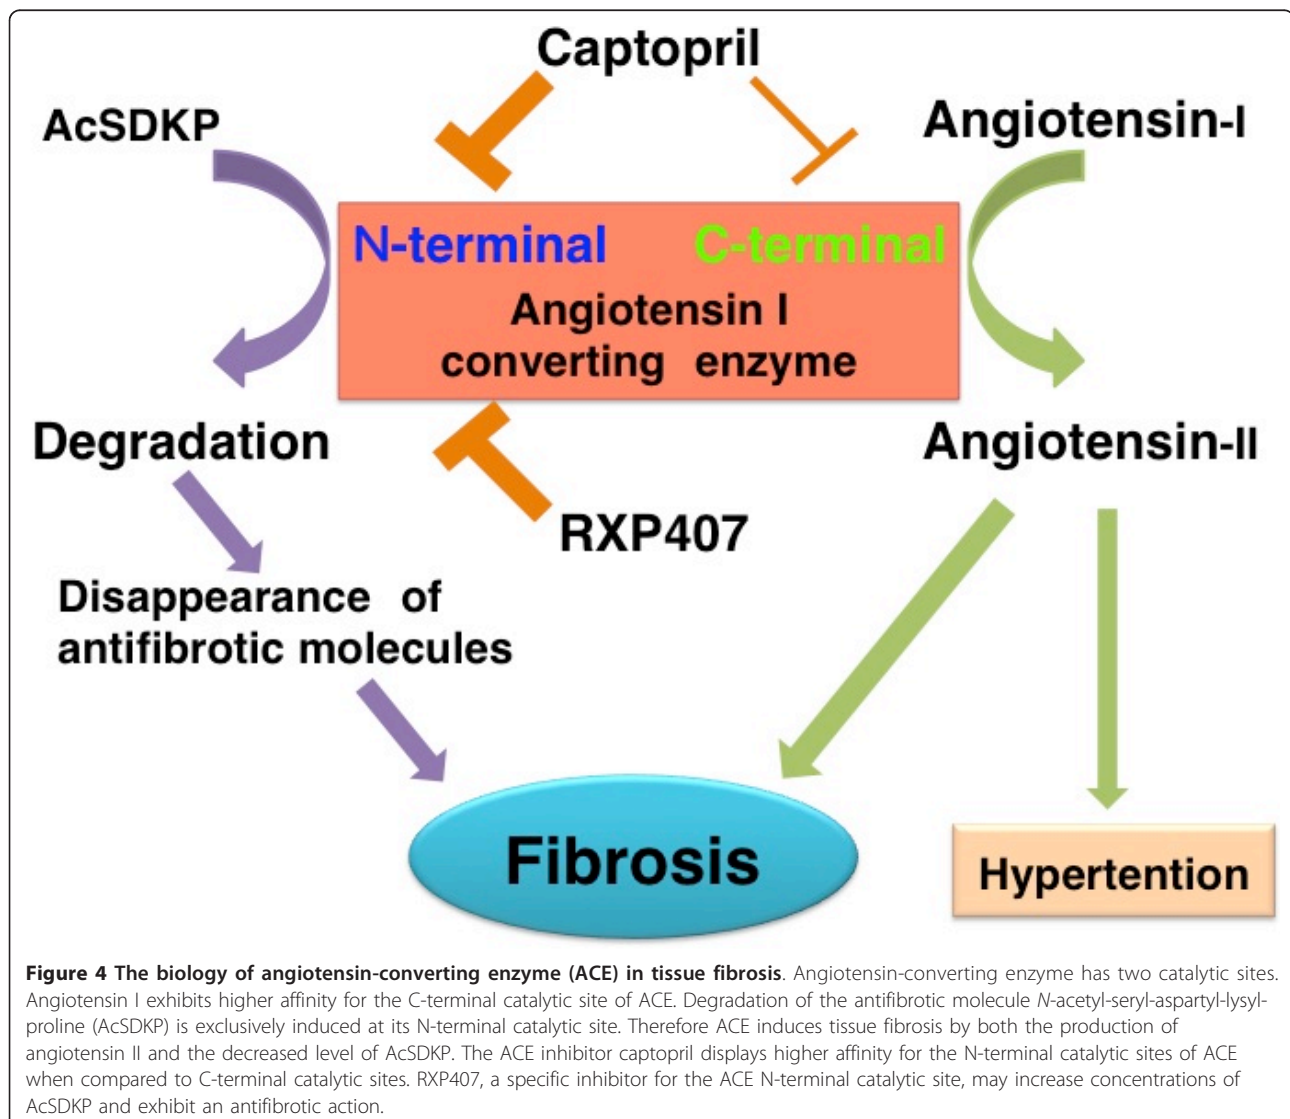 Captopril
AcSDKP
Angiotensin-I
N-terminal
C-terminal
Angiotensin I
converting enzyme
Degradation
Angiotensin-II
RXP407
Disappearance of
antifibrotic molecules
Fibrosis
Hypertention
Figure 4 The biology of angiotensin-converting enzyme (ACE) in tissue fibrosis. Angiotensin-converting enzyme has two catalytic sites.
Angiotensin I exhibits higher affinity for the C-terminal catalytic site of ACE. Degradation of the antifibrotic molecule N-acetyl-seryl-aspartyl-lysyl-
proline (AcSDKP) is exclusively induced at its N-terminal catalytic site. Therefore ACE induces tissue fibrosis by both the production of
angiotensin II and the decreased level of AcSDKP. The ACE inhibitor captopril displays higher affinity for the N-terminal catalytic sites of ACE
when compared to C-terminal catalytic sites. RXP407, a specific inhibitor for the ACE N-terminal catalytic site, may increase concentrations of
AcSDKP and exhibit an antifibrotic action.